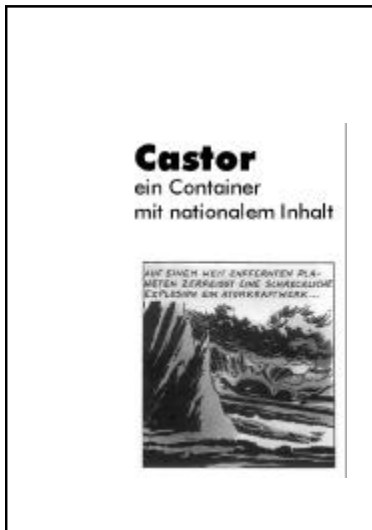 Castor
ein Container
mit nationalem Inhalt
AUF EINEM WEIT ENTFERNTEN PLA-
NETEN ZERREISST EINE SCHRECKLICHE
EXPLOSION EIN ATOMKRAFTWERK...